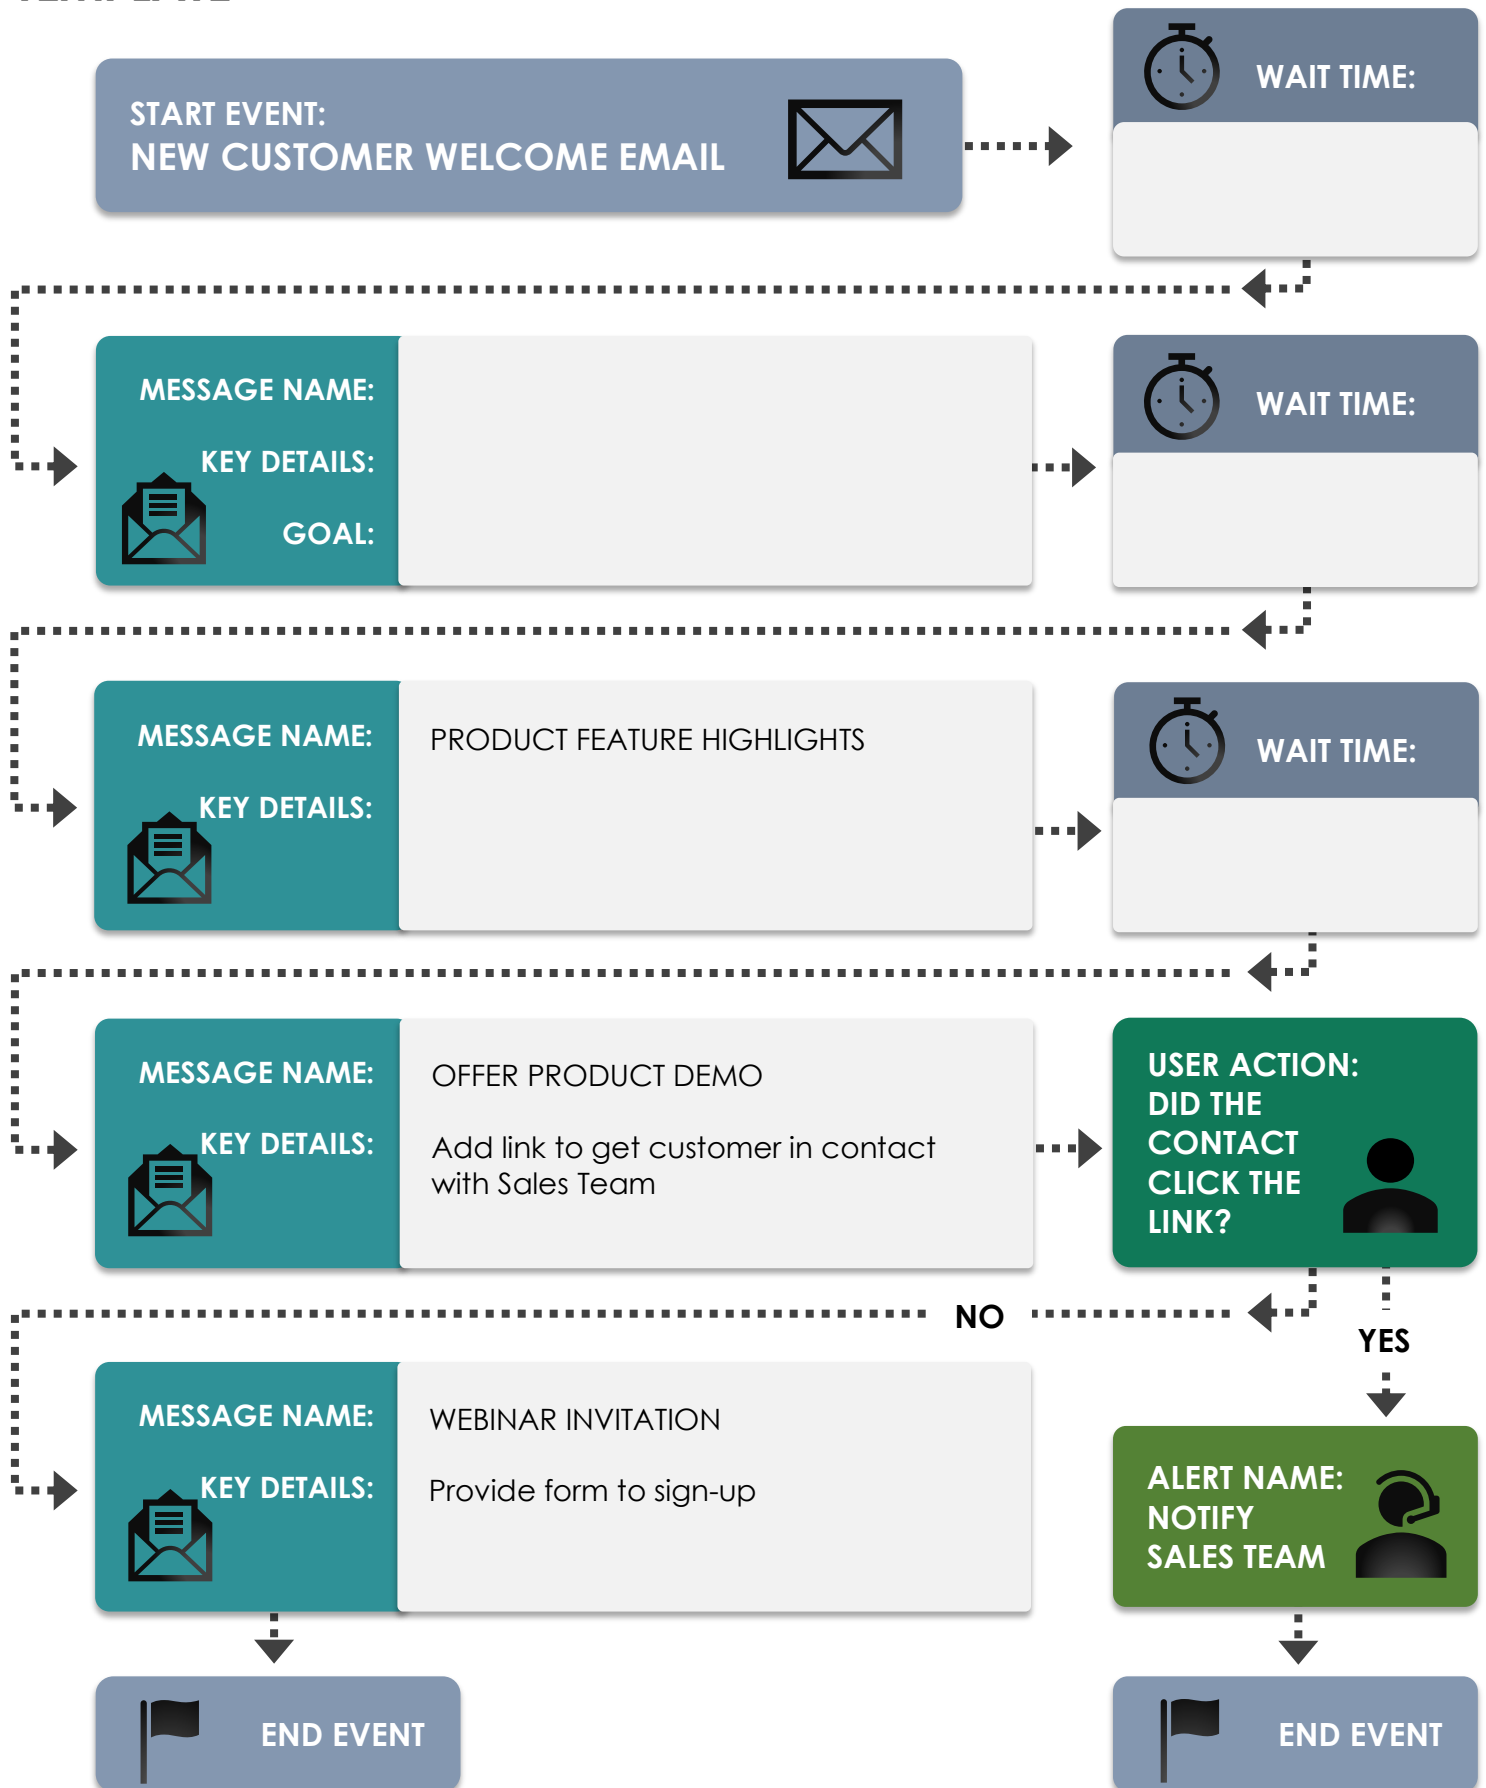 START EVENT:
NEW CUSTOMER WELCOME EMAIL
WAIT TIME:
MESSAGE NAME:
KEY DETAILS:
GOAL:
WAIT TIME:
MESSAGE NAME: PRODUCT FEATURE HIGHLIGHTS
KEY DETAILS:
WAIT TIME:
MESSAGE NAME: OFFER PRODUCT DEMO
KEY DETAILS: Add link to get customer in contact
with Sales Team
USER ACTION:
DID THE
CONTACT
CLICK THE
LINK?
NO
YES
MESSAGE NAME: WEBINAR INVITATION
KEY DETAILS: Provide form to sign-up
ALERT NAME:
NOTIFY
SALES TEAM
END EVENT
END EVENT